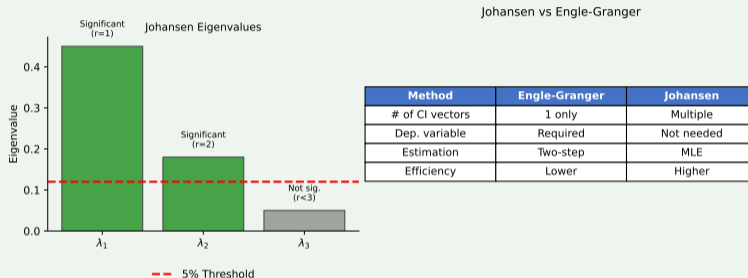 Johansen Eigenvalues
Significant
(r=1)
Significant
(r=2)
Not sig.
(r<3)
Eigenvalue
0.4
0.3
0.2
0.1
0.0
λ₁ λ₂ λ₃
5% Threshold
Johansen vs Engle-Granger
Method Engle-Granger Johansen
# of CI vectors 1 only Multiple
Dep. variable Required Not needed
Estimation Two-step MLE
Efficiency Lower Higher